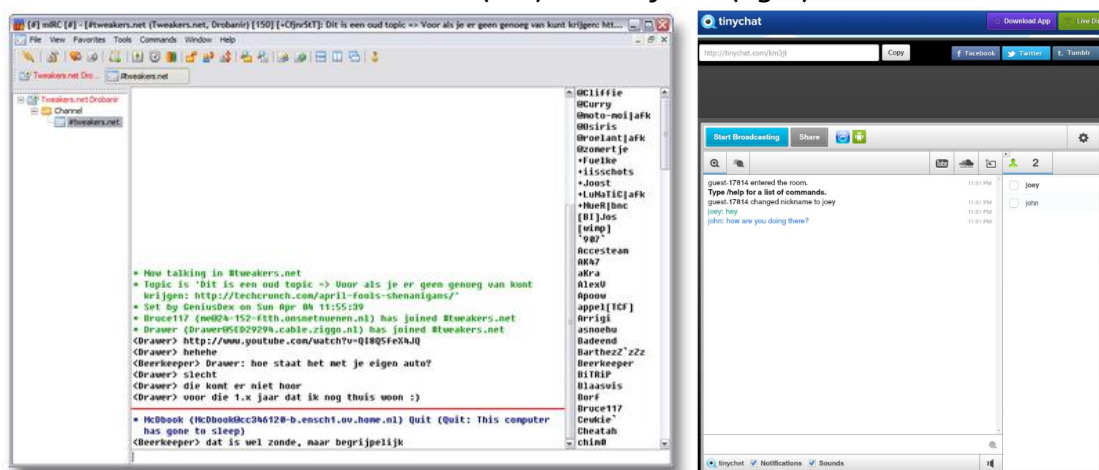 [#] mIRC [#] - [#tweakers.net (Tweakers.net, Drobanir) [150] [+CfjnrStT]: Dit is een oud topic => Voor als je er geen genoeg van kunt krijgen: htt...
File View Favorites Tools Commands Window Help
Tweakers.net Dro... #tweakers.net
Tweakers.net Drobanir
Channel
#tweakers.net
* Now talking in #tweakers.net
* Topic is 'Dit is een oud topic => Voor als je er geen genoeg van kunt
krijgen: http://techcrunch.com/april-fools-shenanigans/'
* Set by GeniusDex on Sun Apr 04 11:55:39
* Bruce117 (me@24-152-ftth.onsnetnuenen.nl) has joined #tweakers.net
* Drawer (Drawer@5ED29294.cable.ziggo.nl) has joined #tweakers.net
<Drawer> http://www.youtube.com/watch?v=QI8QSfeX4JQ
<Drawer> hehehe
<Beerkeeper> Drawer: hoe staat het met je eigen auto?
<Drawer> slecht
<Drawer> die komt er niet hoor
<Drawer> voor die 1.x jaar dat ik nog thuis woon :)
* McDbook (McDbook@cc346120-b.ensch1.ov.home.nl) Quit (Quit: This computer
has gone to sleep)
<Beerkeeper> dat is wel zonde, maar begrijpelijk
@Cliffie
@Curry
@moto-moi|afk
@Osiris
@roelant|afk
@zomertje
+Fuelke
+iisschots
+Joost
+LuNaTiC|afk
+MueR|bnc
[BI]Jos
[wimp]
`907`
Accesteam
AK47
aKra
AlexV
Apoow
appel[TCF]
Arrigi
asnoehu
Badeend
BarthezZ`zZz
Beerkeeper
BiTRiP
Blaasvis
Borf
Bruce117
Cewkie`
Cheatah
chim0
tinychat
Download App
Live Di
http://tinychat.com/km3jt
Copy
Facebook
Twitter
Tumblr
Start Broadcasting
Share
2
guest-17814 entered the room. 11:31 PM
Type /help for a list of commands.
guest-17814 changed nickname to joey 11:31 PM
joey: hey 11:31 PM
john: how are you doing there? 11:31 PM
joey
john
tinychat Notifications Sounds